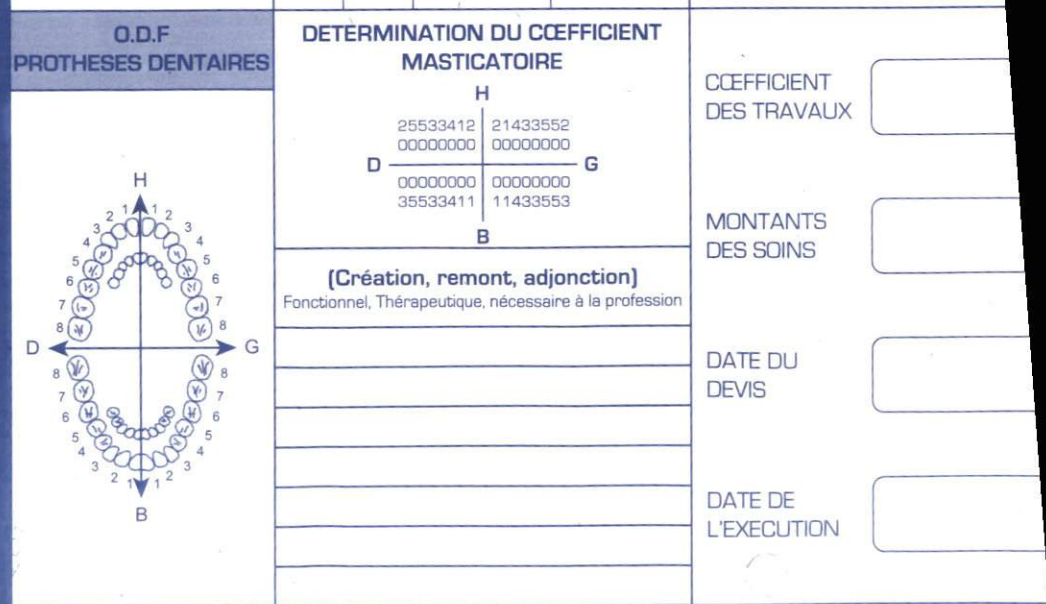 O.D.F
PROTHESES DENTAIRES
H
1 1
2 2
3 3
4 4
5 5
6 6
7 7
8 8
D G
8 8
7 7
6 6
5 5
4 4
3 3
2 2
1 1
B
DETERMINATION DU CŒFFICIENT
MASTICATOIRE
H
25533412 21433552
00000000 00000000
D G
00000000 00000000
35533411 11433553
B
(Création, remont, adjonction)
Fonctionnel, Thérapeutique, nécessaire à la profession
CŒFFICIENT
DES TRAVAUX
MONTANTS
DES SOINS
DATE DU
DEVIS
DATE DE
L'EXECUTION